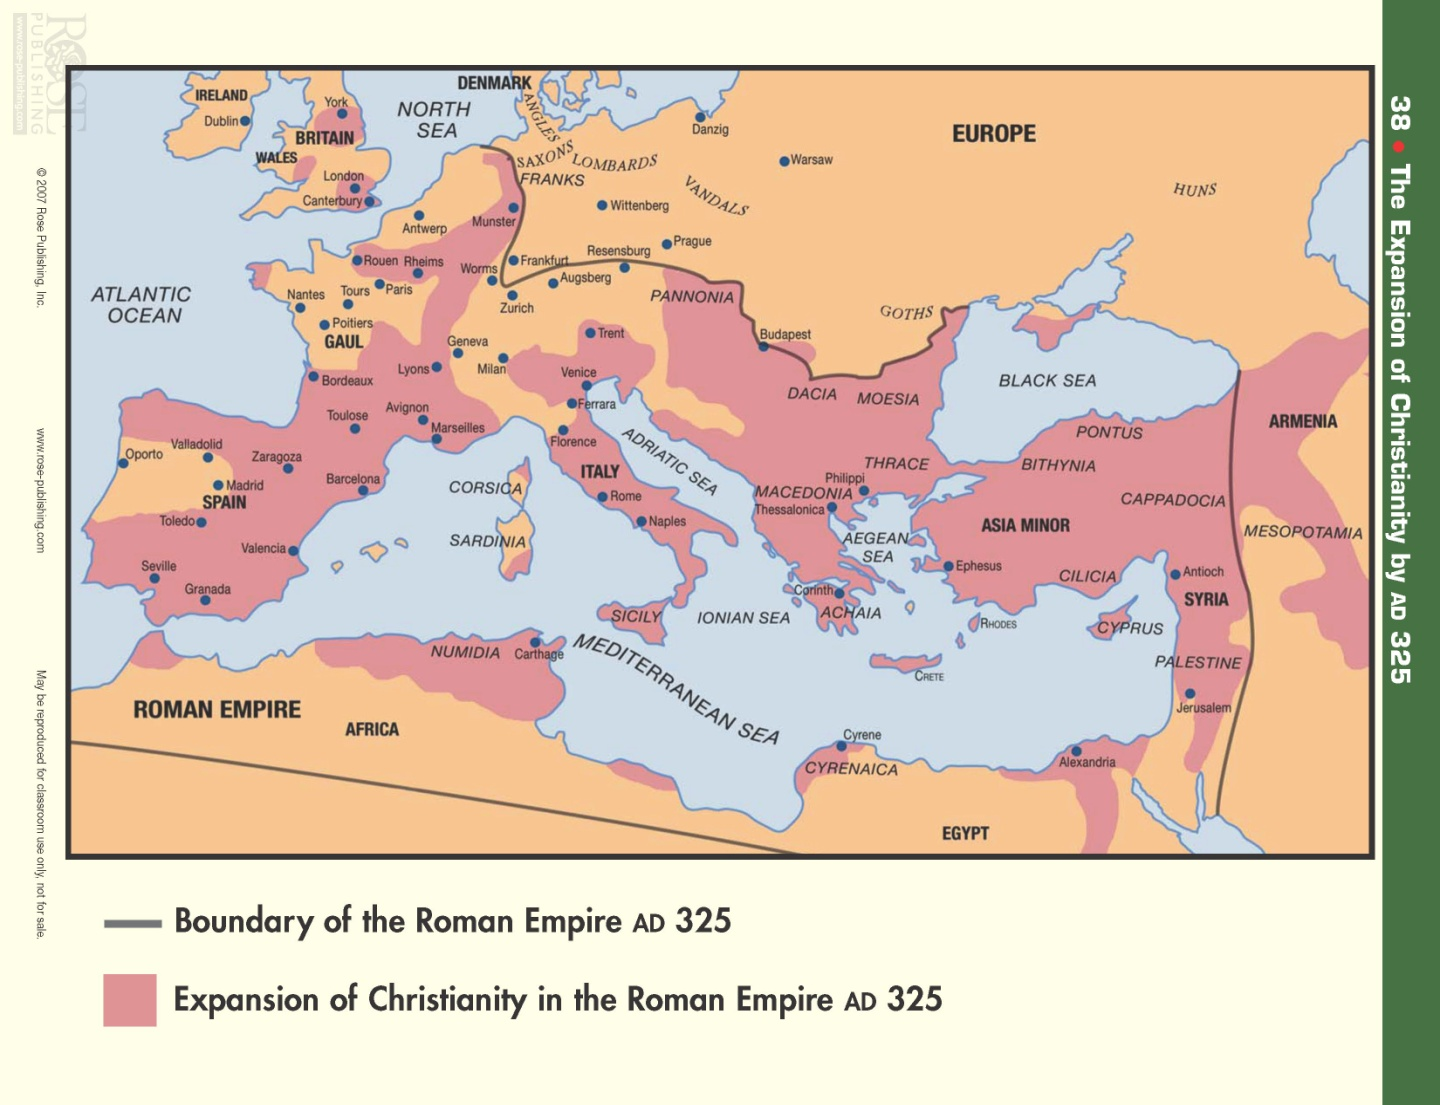 ROSE
PUBLISHING
www.rose-publishing.com
© 2007 Rose Publishing, Inc.
www.rose-publishing.com
May be reproduced for classroom use only, not for sale.
38 • The Expansion of Christianity by AD 325
IRELAND
Dublin
York
BRITAIN
WALES
London
Canterbury
NORTH
SEA
DENMARK
ANGLES
SAXONS
LOMBARDS
FRANKS
VANDALS
Danzig
Warsaw
EUROPE
HUNS
Wittenberg
Munster
Antwerp
Prague
Resensburg
Frankfurt
Augsberg
Worms
Zurich
Rouen
Rheims
Paris
Tours
Nantes
Poitiers
GAUL
ATLANTIC
OCEAN
PANNONIA
GOTHS
Budapest
Trent
Geneva
Milan
Lyons
Venice
Ferrara
Florence
Bordeaux
Toulose
Avignon
Marseilles
DACIA
MOESIA
BLACK SEA
ARMENIA
PONTUS
BITHYNIA
THRACE
CAPPADOCIA
MESOPOTAMIA
Philippi
MACEDONIA
Thessalonica
ASIA MINOR
AEGEAN
SEA
ADRIATIC SEA
ITALY
Rome
Naples
CORSICA
SARDINIA
Oporto
Valladolid
Zaragoza
Madrid
SPAIN
Barcelona
Toledo
Valencia
Seville
Granada
Ephesus
CILICIA
Antioch
SYRIA
Corinth
ACHAIA
IONIAN SEA
SICILY
RHODES
CYPRUS
CRETE
PALESTINE
Jerusalem
NUMIDIA
Carthage
MEDITERRANEAN SEA
ROMAN EMPIRE
AFRICA
Cyrene
CYRENAICA
Alexandria
EGYPT
Boundary of the Roman Empire AD 325
Expansion of Christianity in the Roman Empire AD 325